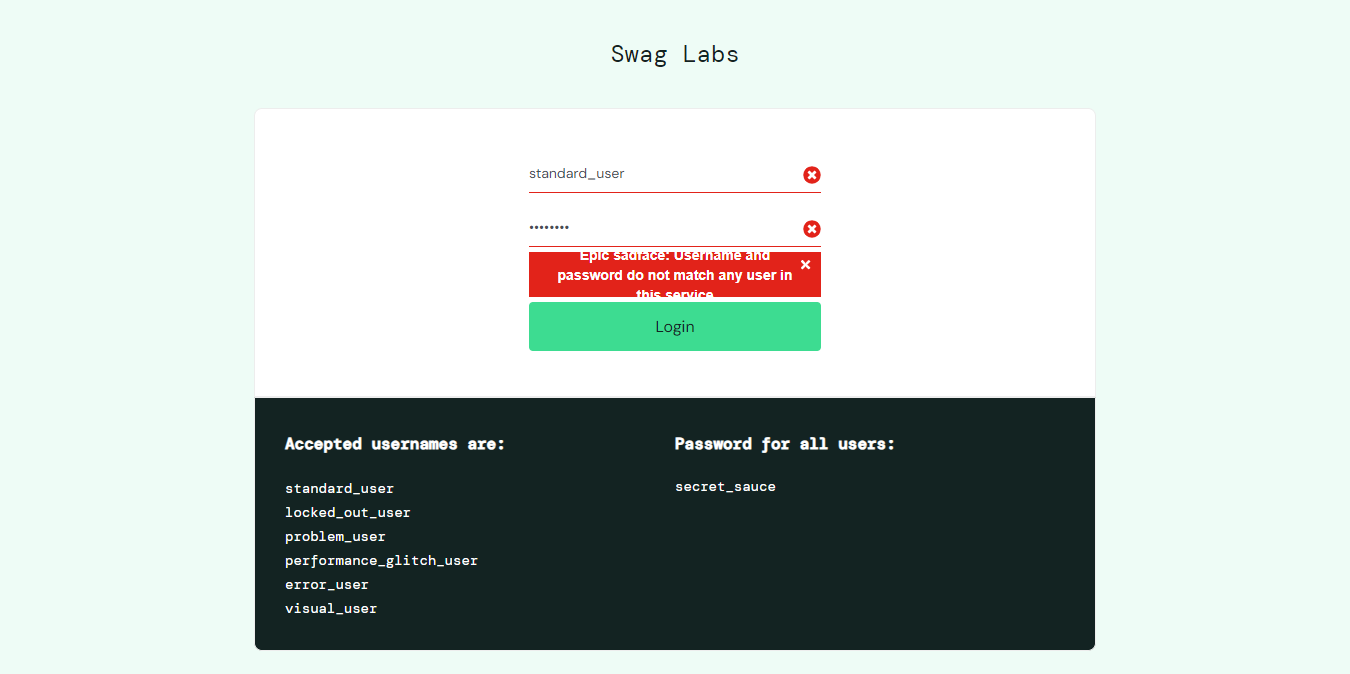 Swag Labs
standard_user
••••••••
Epic sadface: Username and
password do not match any user in
this service
Login
Accepted usernames are:
standard_user
locked_out_user
problem_user
performance_glitch_user
error_user
visual_user
Password for all users:
secret_sauce